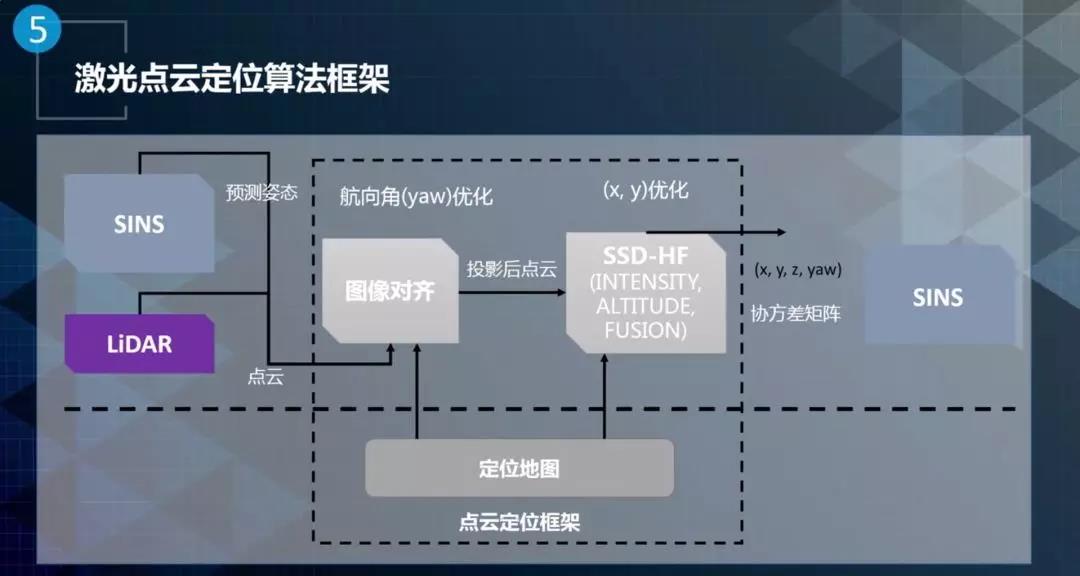 5
激光点云定位算法框架
SINS
预测姿态
LiDAR
点云
航向角(yaw)优化
(x, y)优化
图像对齐
投影后点云
SSD-HF
(INTENSITY,
ALTITUDE,
FUSION)
(x, y, z, yaw)
协方差矩阵
SINS
定位地图
点云定位框架